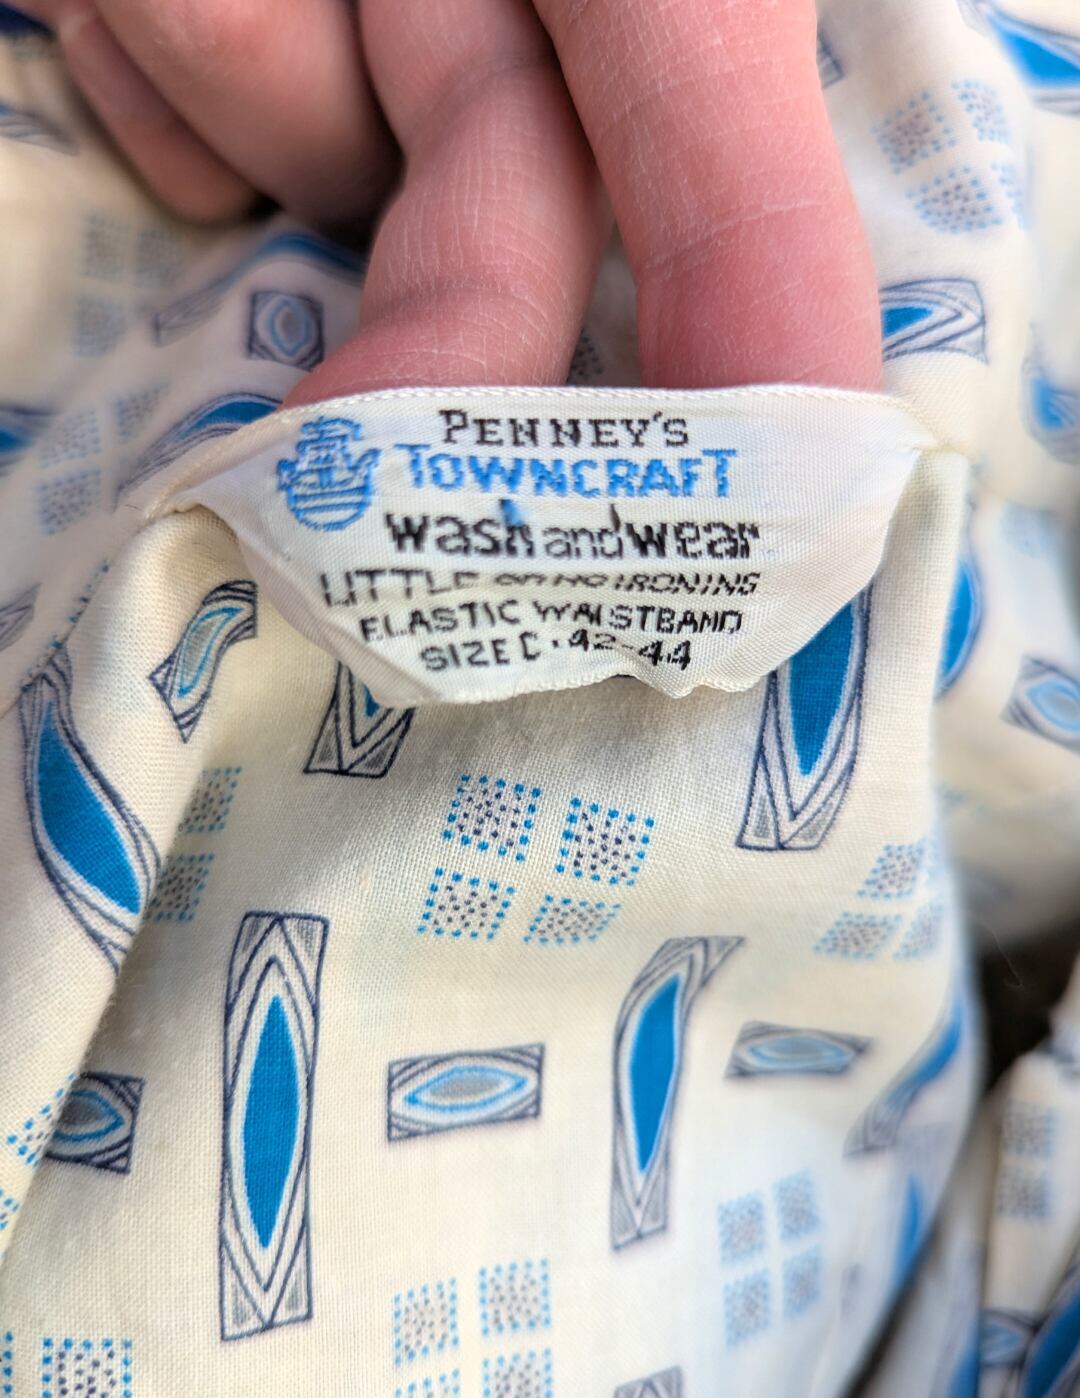 PENNEY'S
TOWNCRAFT
wash and wear
LITTLE OR NO IRONING
ELASTIC WAISTBAND
SIZE D · 42-44